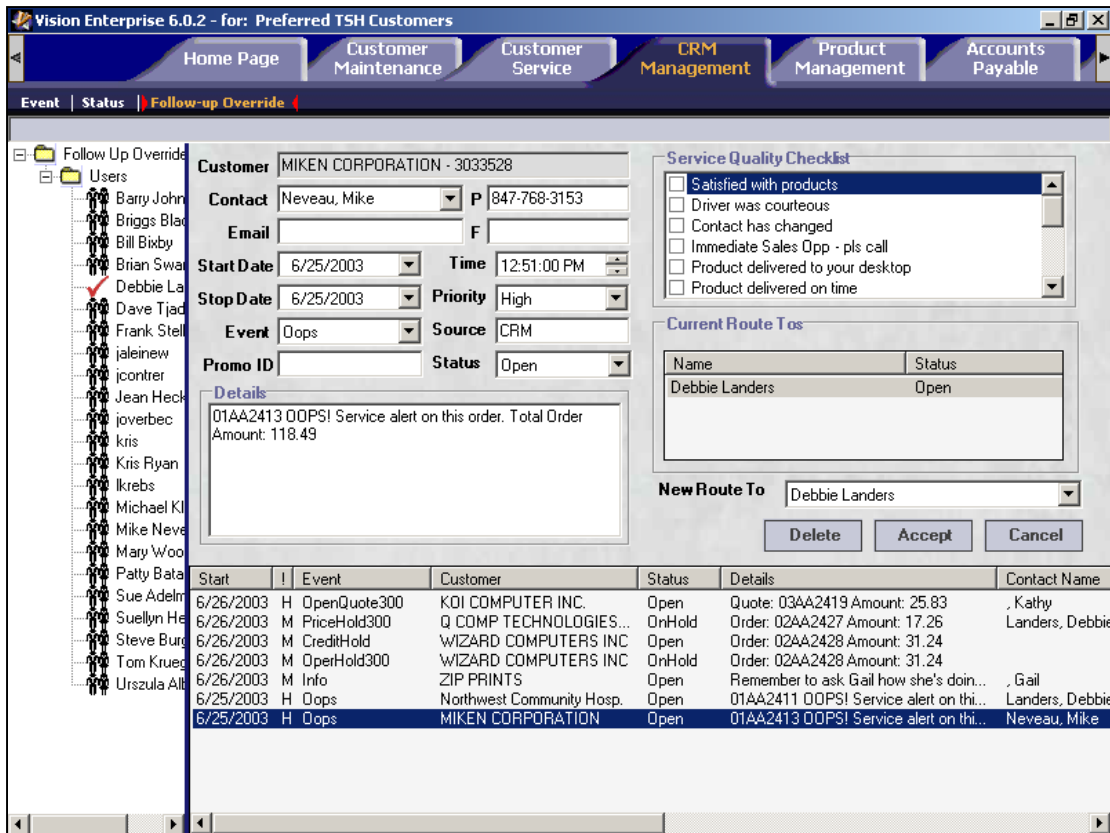 Vision Enterprise 6.0.2 - for: Preferred TSH Customers
Home Page
Customer Maintenance
Customer Service
CRM Management
Product Management
Accounts Payable
Event | Status | Follow-up Override
Follow Up Override
Users
Barry John
Briggs Blac
Bill Bixby
Brian Swar
Debbie La
Dave Tjad
Frank Stell
jaleinew
jcontrer
Jean Heck
joverbec
kris
Kris Ryan
lkrebs
Michael Kl
Mike Neve
Mary Woo
Patty Bata
Sue Adelm
Suellyn He
Steve Burg
Tom Krueg
Urszula Alb
Customer MIKEN CORPORATION - 3033528
Contact Neveau, Mike P 847-768-3153
Email F
Start Date 6/25/2003 Time 12:51:00 PM
Stop Date 6/25/2003 Priority High
Event Oops Source CRM
Promo ID Status Open
Details
01AA2413 OOPS! Service alert on this order. Total Order
Amount: 118.49
Service Quality Checklist
Satisfied with products
Driver was courteous
Contact has changed
Immediate Sales Opp - pls call
Product delivered to your desktop
Product delivered on time
Current Route Tos
Name Status
Debbie Landers Open
New Route To Debbie Landers
Delete Accept Cancel
Start ! Event Customer Status Details Contact Name
6/26/2003 H OpenQuote300 KOI COMPUTER INC. Open Quote: 03AA2419 Amount: 25.83 , Kathy
6/26/2003 M PriceHold300 Q COMP TECHNOLOGIES... OnHold Order: 02AA2427 Amount: 17.26 Landers, Debbie
6/26/2003 M CreditHold WIZARD COMPUTERS INC Open Order: 02AA2428 Amount: 31.24
6/26/2003 M OperHold300 WIZARD COMPUTERS INC OnHold Order: 02AA2428 Amount: 31.24
6/26/2003 M Info ZIP PRINTS Open Remember to ask Gail how she's doin... , Gail
6/25/2003 H Oops Northwest Community Hosp. Open 01AA2411 OOPS! Service alert on thi... Landers, Debbie
6/25/2003 H Oops MIKEN CORPORATION Open 01AA2413 OOPS! Service alert on thi... Neveau, Mike